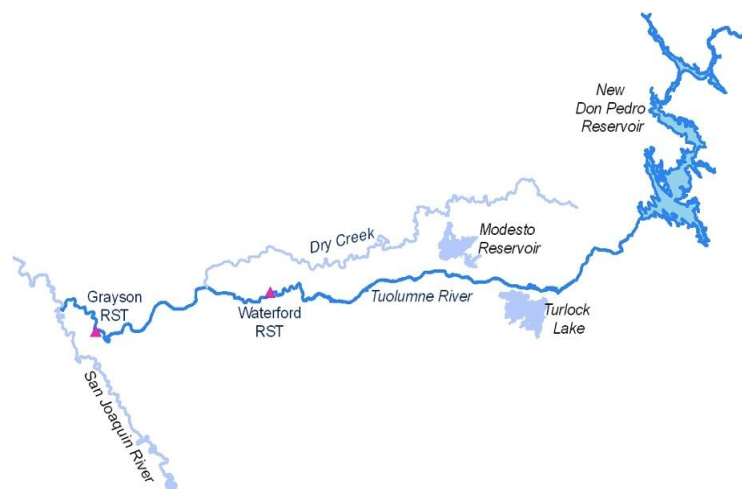 New
Don Pedro
Reservoir
Dry Creek
Modesto
Reservoir
Grayson
RST
Waterford
RST
Tuolumne River
Turlock
Lake
San Joaquin River